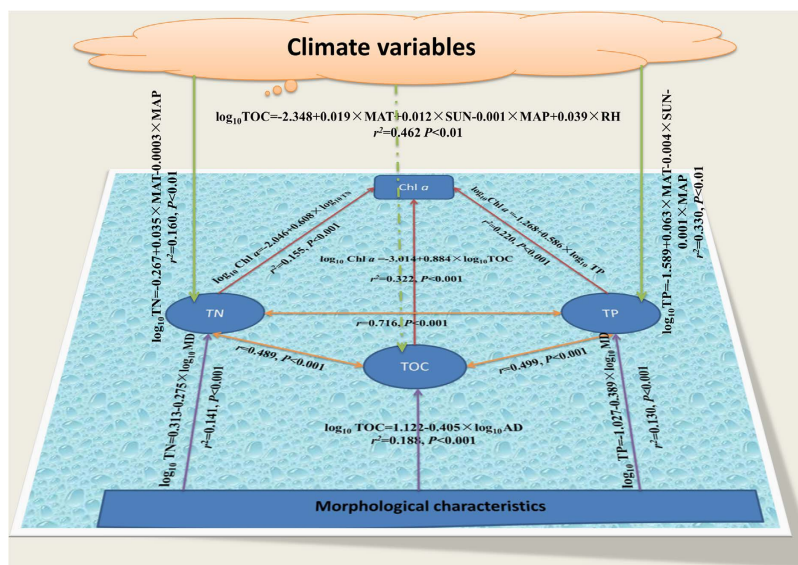 Climate variables
log10TOC=-2.348+0.019×MAT+0.012×SUN-0.001×MAP+0.039×RH
r2=0.462 P<0.01
log10TN=-0.267+0.035×MAT-0.0003×MAP
r2=0.160, P<0.01
log10TP=-1.589+0.063×MAT-0.004×SUN-
0.001×MAP
r2=0.330, P<0.01
Chl a
log10 Chl a=-2.046+0.608×log10 TN
r2=0.155, P<0.001
log10Chl a=-1.268+0.586×log10 TP
r2=0.220, P<0.001
log10 Chl a =-3.014+0.884×log10TOC
r2=0.322, P<0.001
TN
TP
r=0.716, P<0.001
r=0.489, P<0.001
TOC
r=0.499, P<0.001
log10 TN=0.313-0.275×log10MD
r2=0.141, P<0.001
log10 TOC=1.122-0.405×log10AD
r2=0.188, P<0.001
log10 TP=-1.027-0.389×log10MD
r2=0.130, P<0.001
Morphological characteristics